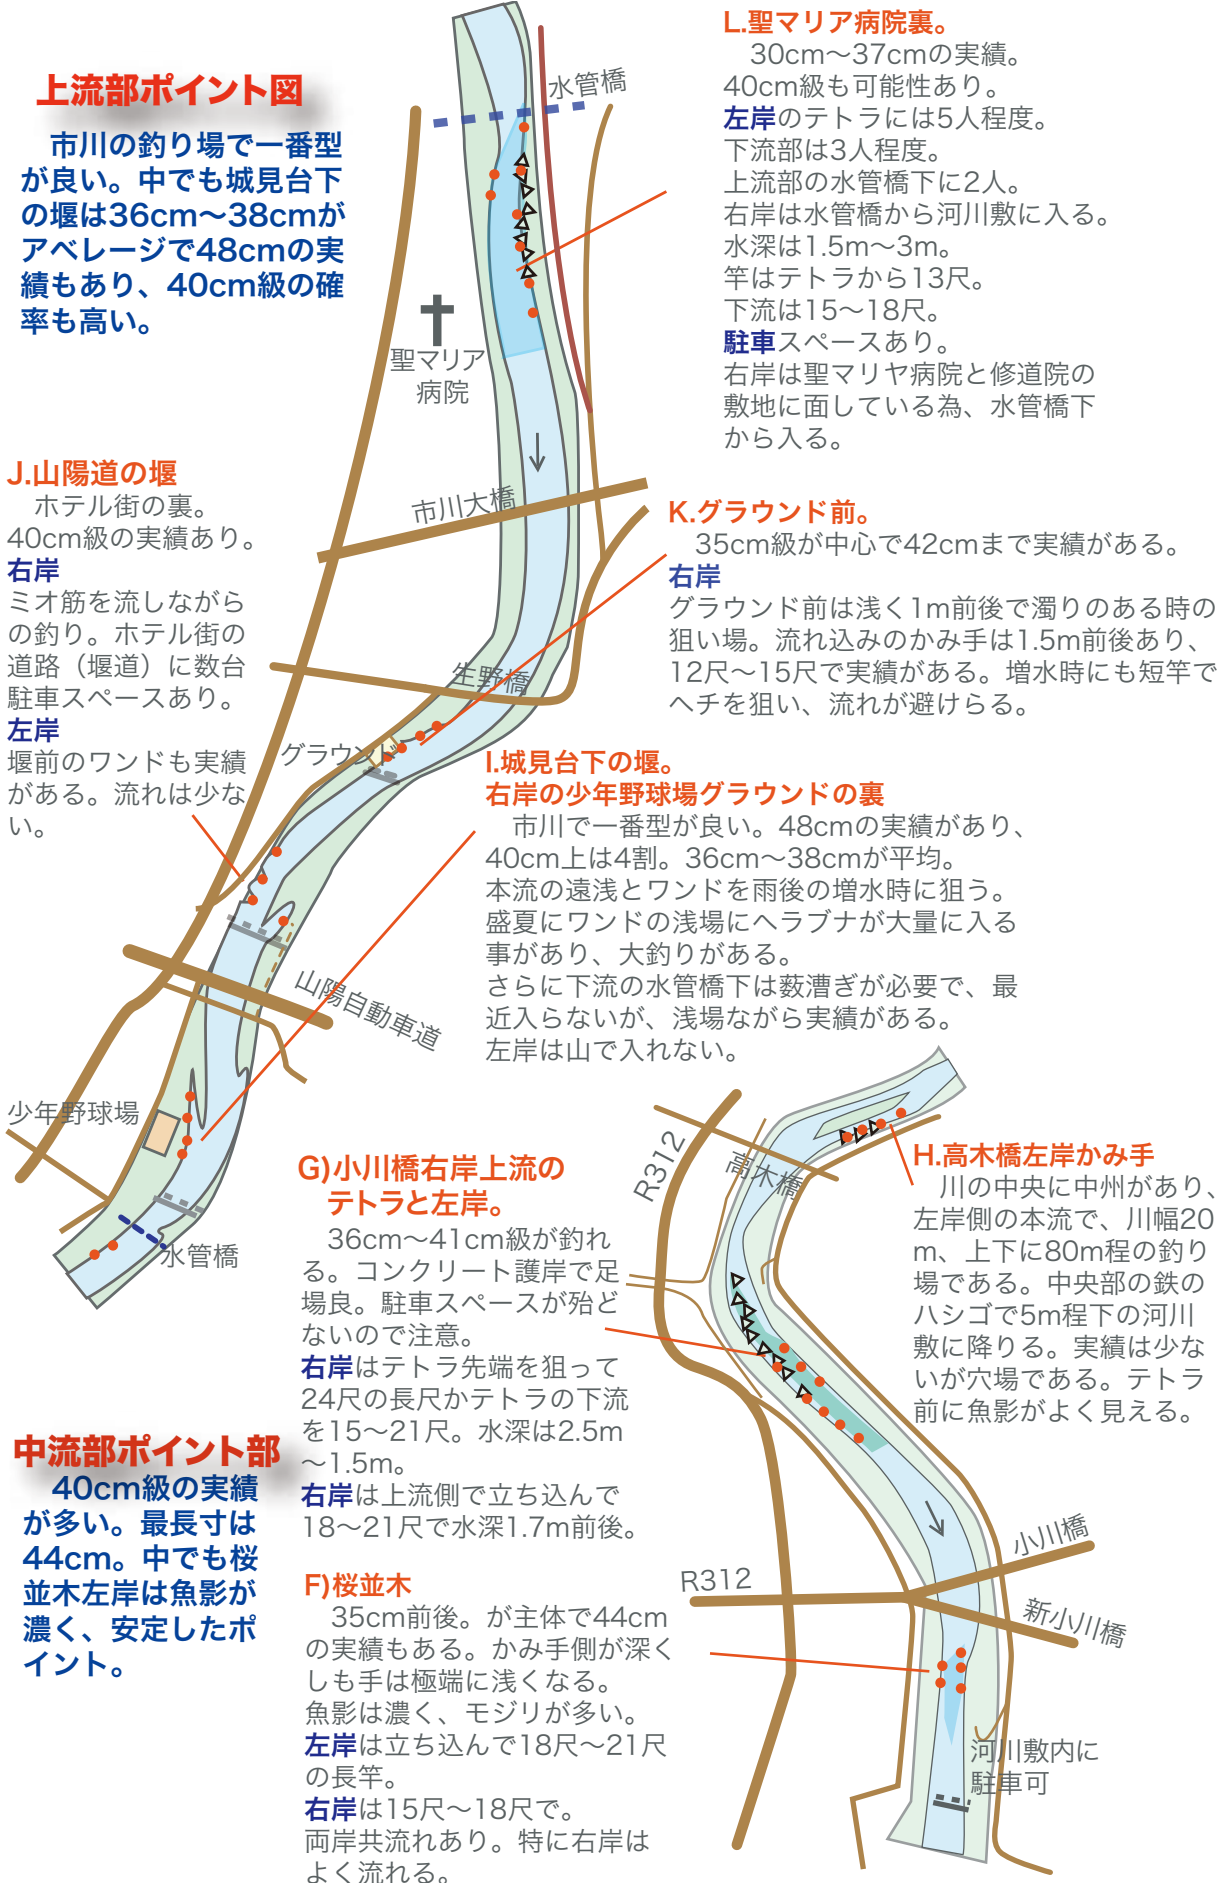 上流部ポイント図
　市川の釣り場で一番型
が良い。中でも城見台下
の堰は36cm〜38cmが
アベレージで48cmの実
績もあり、40cm級の確
率も高い。
水管橋
L.聖マリア病院裏。
　30cm〜37cmの実績。
40cm級も可能性あり。
左岸のテトラには5人程度。
下流部は3人程度。
上流部の水管橋下に2人。
右岸は水管橋から河川敷に入る。
水深は1.5m〜3m。
竿はテトラから13尺。
下流は15〜18尺。
駐車スペースあり。
右岸は聖マリヤ病院と修道院の
敷地に面している為、水管橋下
から入る。
聖マリア
病院
市川大橋
J.山陽道の堰
　ホテル街の裏。
40cm級の実績あり。
右岸
ミオ筋を流しながら
の釣り。ホテル街の
道路（堰道）に数台
駐車スペースあり。
左岸
堰前のワンドも実績
がある。流れは少な
い。
K.グラウンド前。
　35cm級が中心で42cmまで実績がある。
右岸
グラウンド前は浅く1m前後で濁りのある時の
狙い場。流れ込みのかみ手は1.5m前後あり、
12尺〜15尺で実績がある。増水時にも短竿で
ヘチを狙い、流れが避けらる。
生野橋
グラウンド
I.城見台下の堰。
右岸の少年野球場グラウンドの裏
　市川で一番型が良い。48cmの実績があり、
40cm上は4割。36cm〜38cmが平均。
本流の遠浅とワンドを雨後の増水時に狙う。
盛夏にワンドの浅場にヘラブナが大量に入る
事があり、大釣りがある。
さらに下流の水管橋下は薮漕ぎが必要で、最
近入らないが、浅場ながら実績がある。
左岸は山で入れない。
山陽自動車道
少年野球場
水管橋
G)小川橋右岸上流の
テトラと左岸。
　36cm〜41cm級が釣れ
る。コンクリート護岸で足
場良。駐車スペースが殆ど
ないので注意。
右岸はテトラ先端を狙って
24尺の長尺かテトラの下流
を15〜21尺。水深は2.5m
〜1.5m。
右岸は上流側で立ち込んで
18〜21尺で水深1.7m前後。
R312
高木橋
H.高木橋左岸かみ手
　川の中央に中州があり、
左岸側の本流で、川幅20
m、上下に80m程の釣り
場である。中央部の鉄の
ハシゴで5m程下の河川
敷に降りる。実績は少な
いが穴場である。テトラ
前に魚影がよく見える。
中流部ポイント部
　40cm級の実績
が多い。最長寸は
44cm。中でも桜
並木左岸は魚影が
濃く、安定したポ
イント。
F)桜並木
　35cm前後。が主体で44cm
の実績もある。かみ手側が深く
しも手は極端に浅くなる。
魚影は濃く、モジリが多い。
左岸は立ち込んで18尺〜21尺
の長竿。
右岸は15尺〜18尺で。
両岸共流れあり。特に右岸は
よく流れる。
R312
小川橋
新小川橋
河川敷内に
駐車可